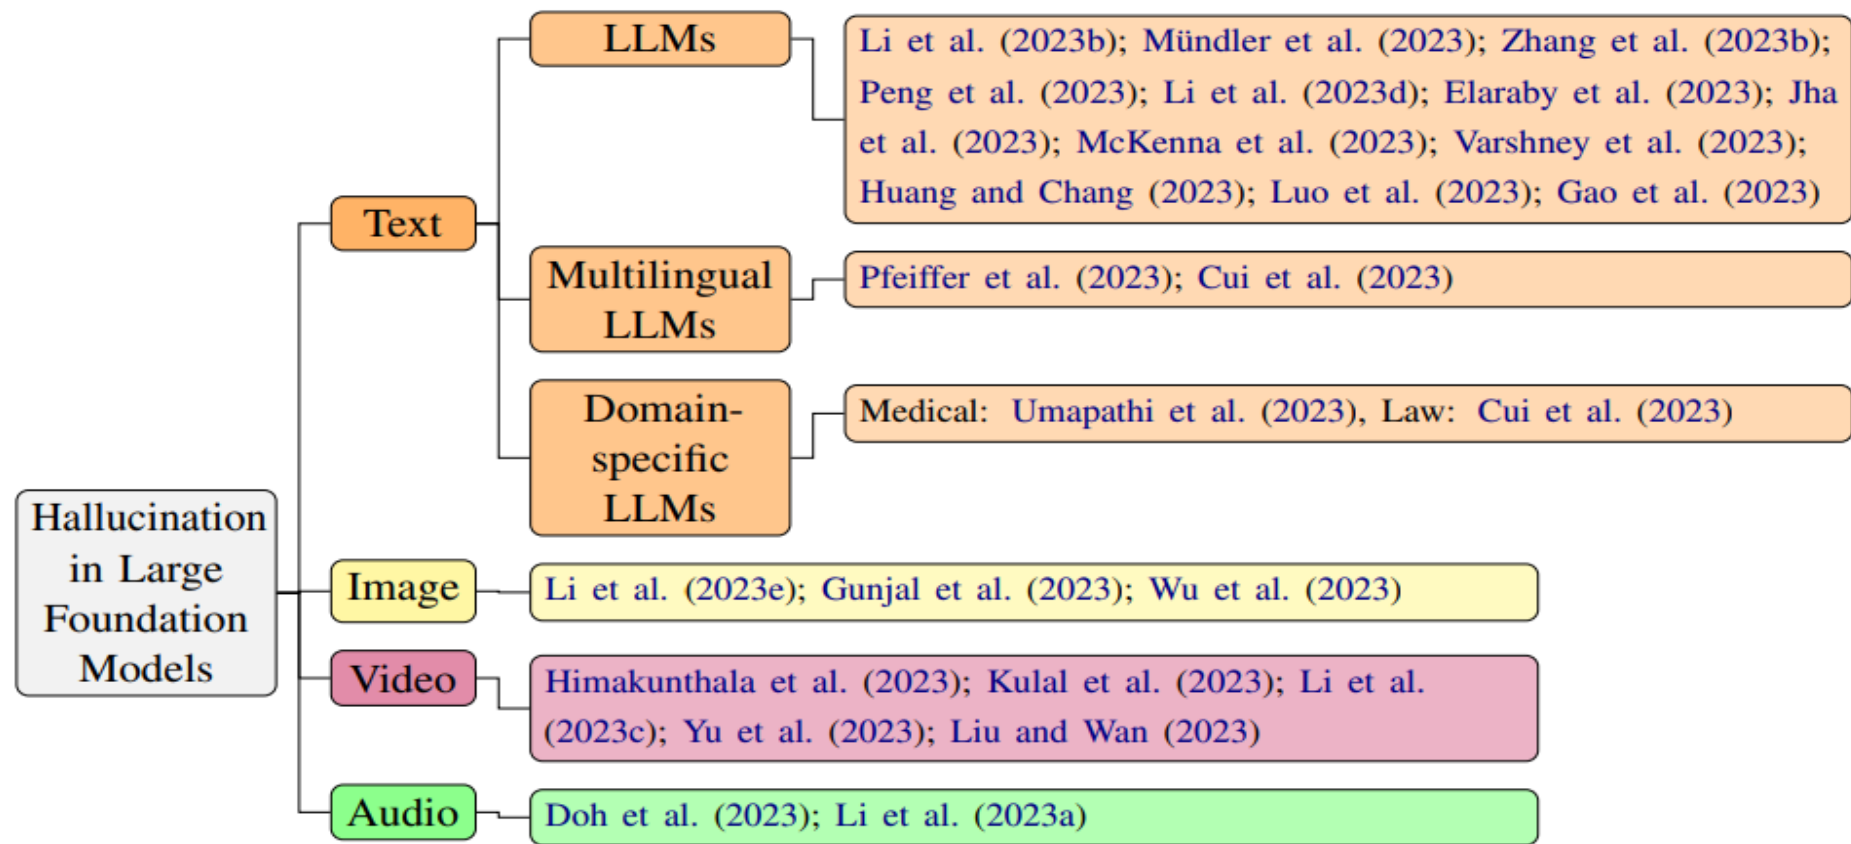 LLMs
Li et al. (2023b); Mündler et al. (2023); Zhang et al. (2023b);
Peng et al. (2023); Li et al. (2023d); Elaraby et al. (2023); Jha
et al. (2023); McKenna et al. (2023); Varshney et al. (2023);
Huang and Chang (2023); Luo et al. (2023); Gao et al. (2023)
Text
Multilingual
LLMs
Pfeiffer et al. (2023); Cui et al. (2023)
Domain-
specific
LLMs
Medical: Umapathi et al. (2023), Law: Cui et al. (2023)
Hallucination
in Large
Foundation
Models
Image
Li et al. (2023e); Gunjal et al. (2023); Wu et al. (2023)
Video
Himakunthala et al. (2023); Kulal et al. (2023); Li et al.
(2023c); Yu et al. (2023); Liu and Wan (2023)
Audio
Doh et al. (2023); Li et al. (2023a)